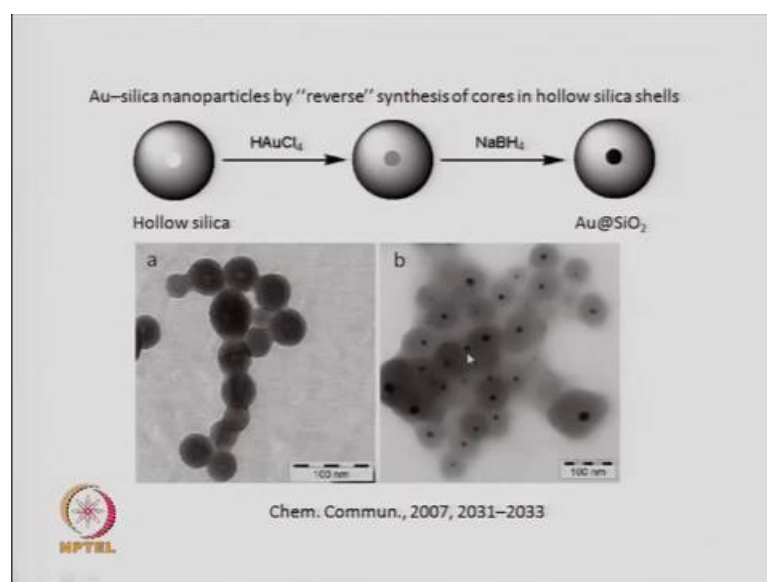 Au–silica nanoparticles by "reverse" synthesis of cores in hollow silica shells
HAuCl₄
NaBH₄
Hollow silica
Au@SiO₂
a
b
100 nm
100 nm
Chem. Commun., 2007, 2031–2033
NPTEL